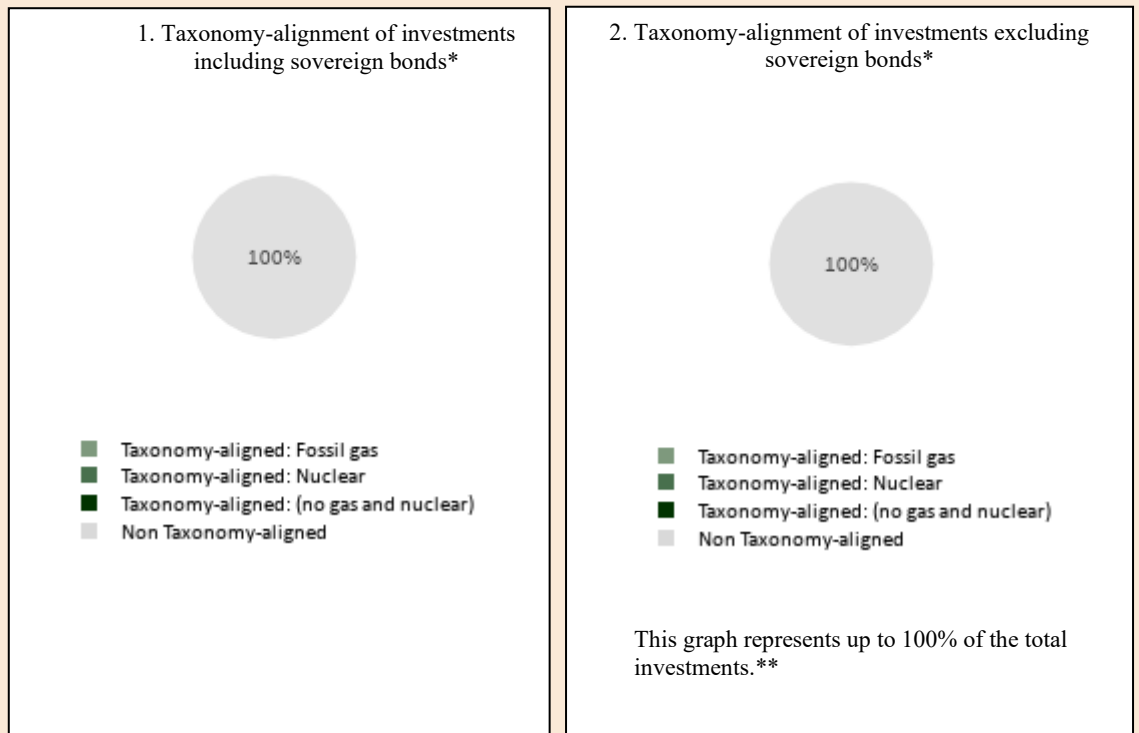 1. Taxonomy-alignment of investments
including sovereign bonds*
100%
Taxonomy-aligned: Fossil gas
Taxonomy-aligned: Nuclear
Taxonomy-aligned: (no gas and nuclear)
Non Taxonomy-aligned
2. Taxonomy-alignment of investments excluding
sovereign bonds*
100%
Taxonomy-aligned: Fossil gas
Taxonomy-aligned: Nuclear
Taxonomy-aligned: (no gas and nuclear)
Non Taxonomy-aligned
This graph represents up to 100% of the total
investments.**